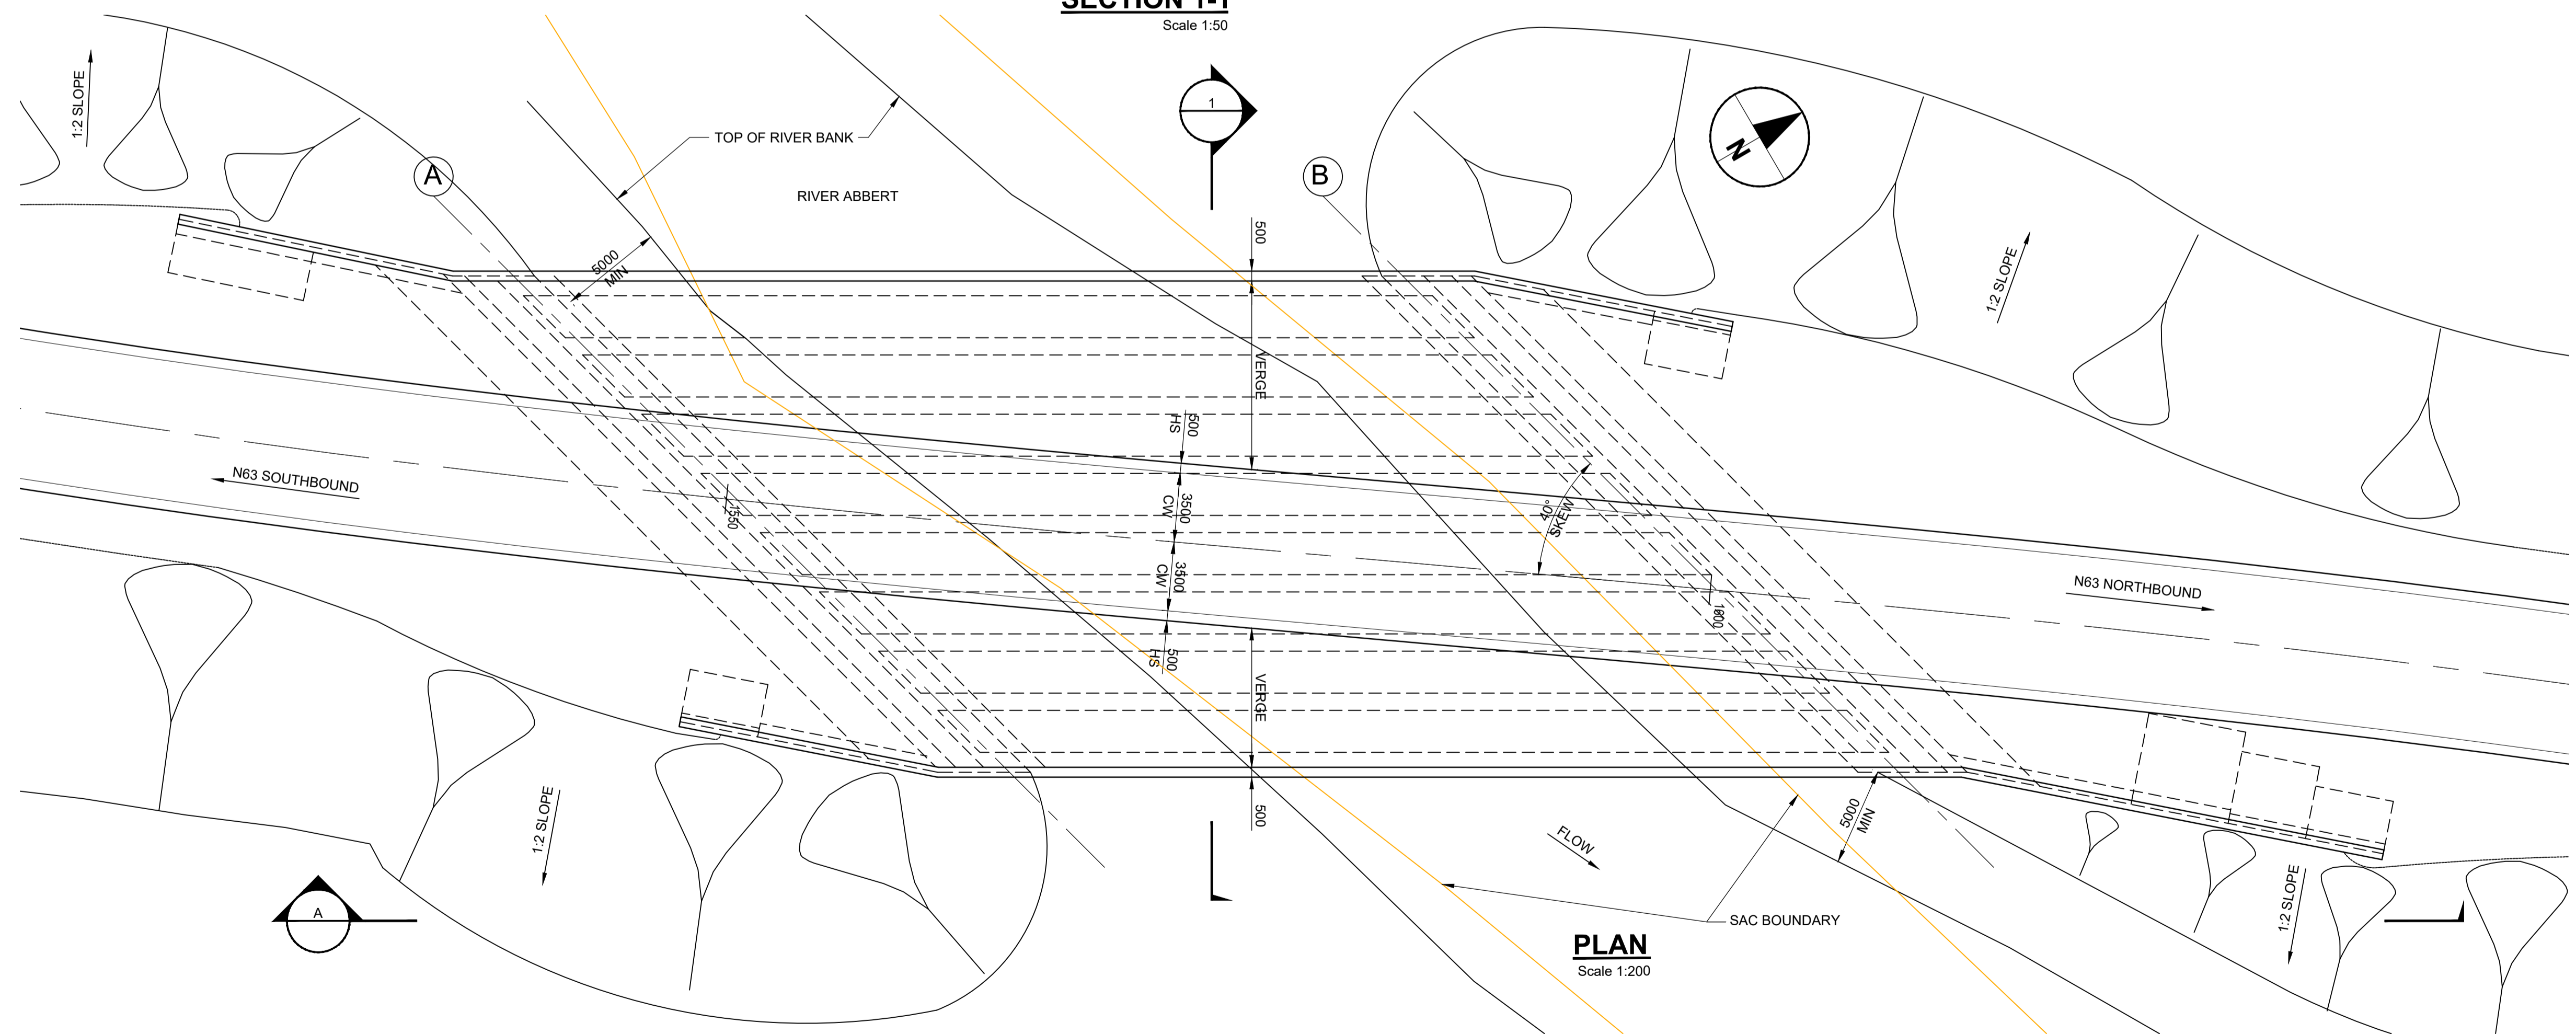 SECTION 1-1
Scale 1:50
1:2 SLOPE
TOP OF RIVER BANK
RIVER ABBERT
A
1
B
N
5000
MIN
500
1:2 SLOPE
VERGE
500
HS
N63 SOUTHBOUND
1550
3500
CW
40°
SKEW
3500
CW
N63 NORTHBOUND
1600
500
HS
VERGE
500
1:2 SLOPE
FLOW
5000
MIN
1:2 SLOPE
A
SAC BOUNDARY
PLAN
Scale 1:200